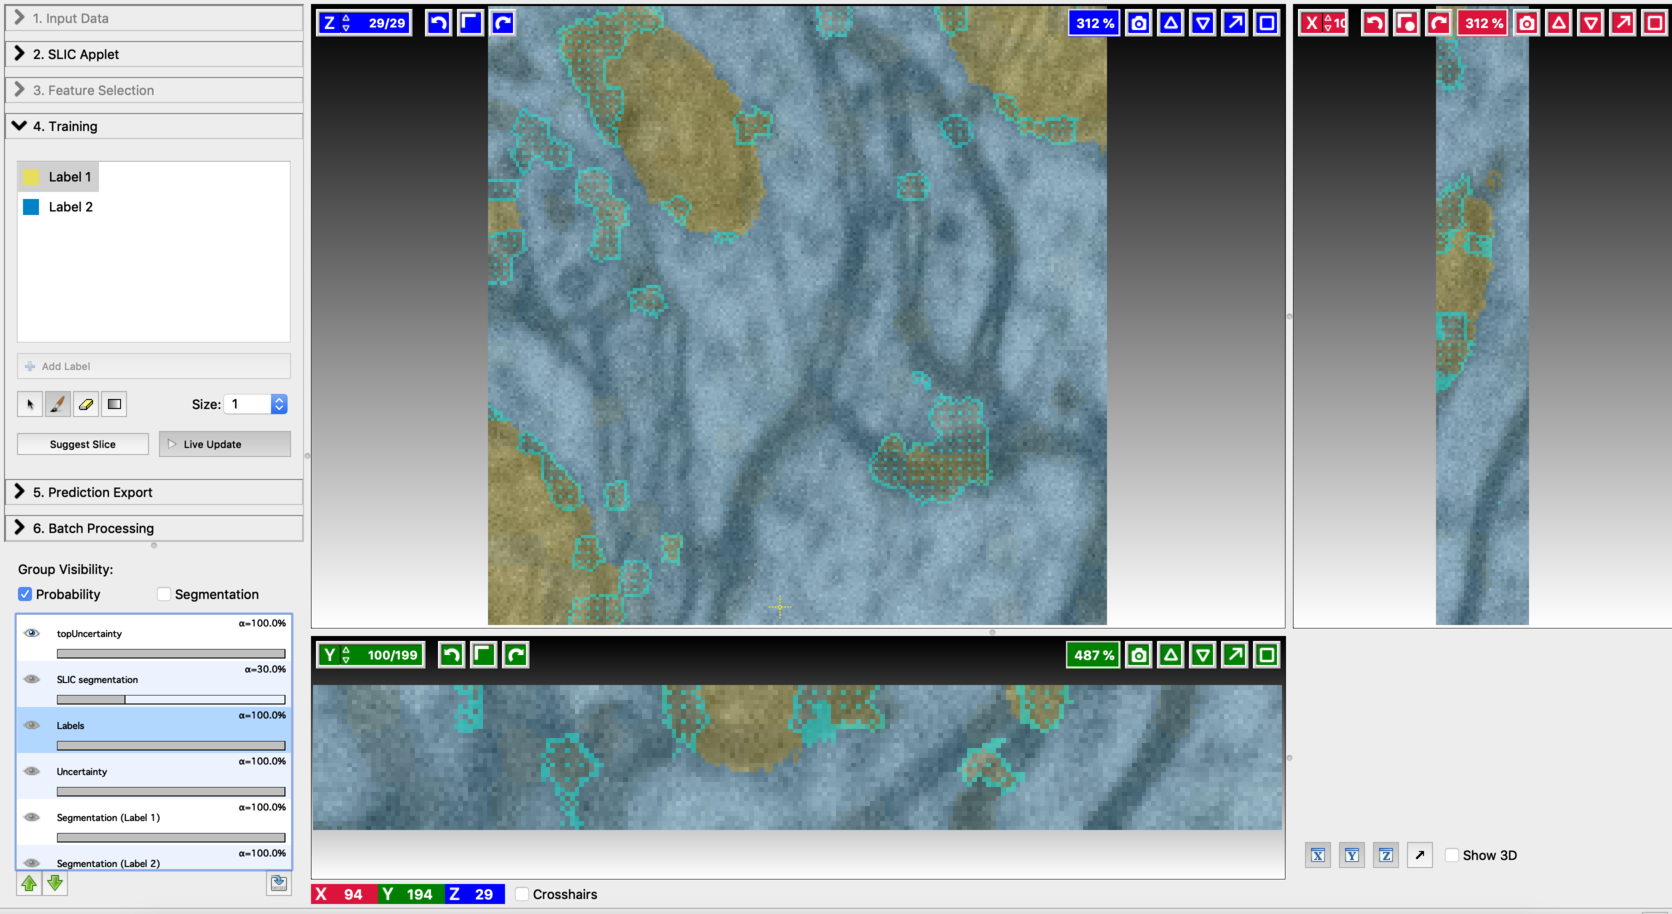 1. Input Data
2. SLIC Applet
3. Feature Selection
4. Training
Label 1
Label 2
Add Label
Size: 1
Suggest Slice
Live Update
5. Prediction Export
6. Batch Processing
Group Visibility:
Probability
Segmentation
α=100.0%
topUncertainty
α=30.0%
SLIC segmentation
α=100.0%
Labels
α=100.0%
Uncertainty
α=100.0%
Segmentation (Label 1)
α=100.0%
Segmentation (Label 2)
Z 29/29
312 %
X 10
312 %
Y 100/199
487 %
X 94 Y 194 Z 29
Crosshairs
X Y Z
Show 3D